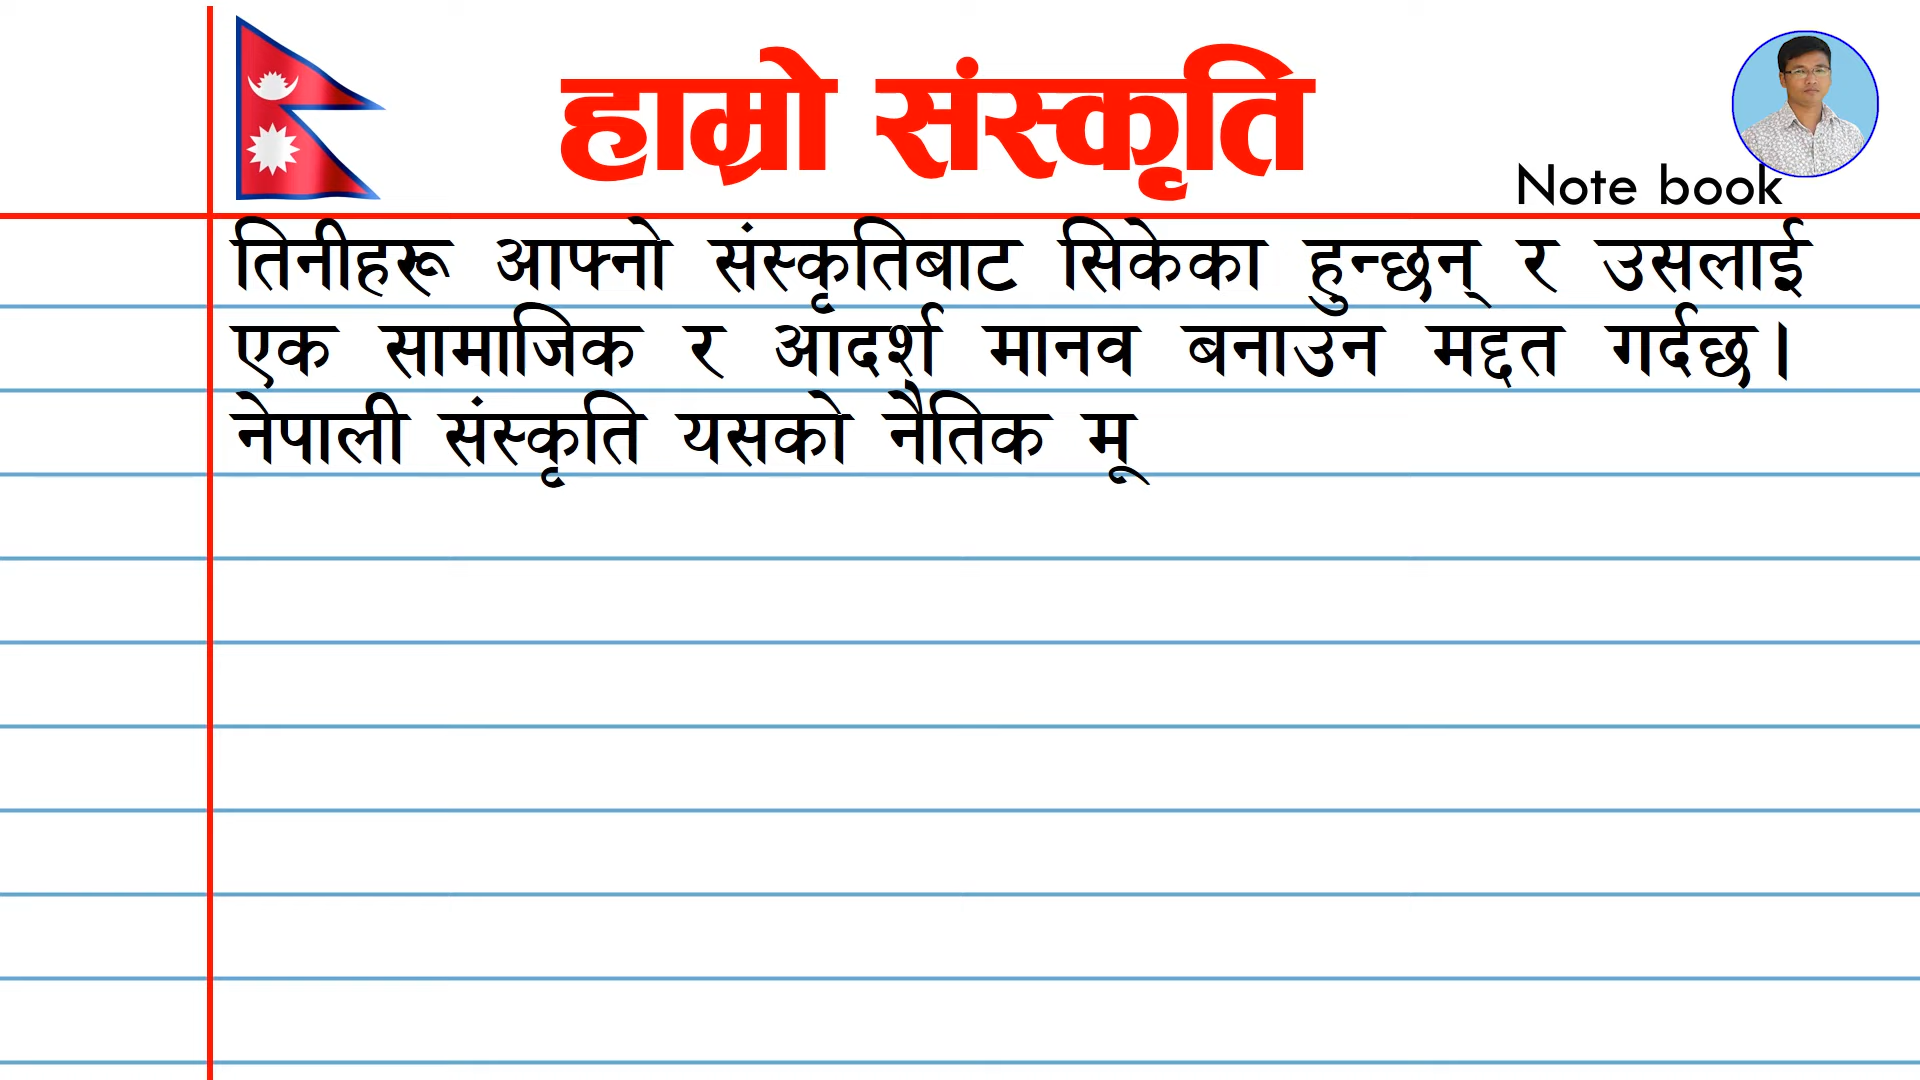 हाम्रो संस्कृति
Note book
तिनीहरू आफ्नो संस्कृतिबाट सिकेका हुन्छन् र उसलाई
एक सामाजिक र आदर्श मानव बनाउन मद्दत गर्दछ।
नेपाली संस्कृति यसको नैतिक मू